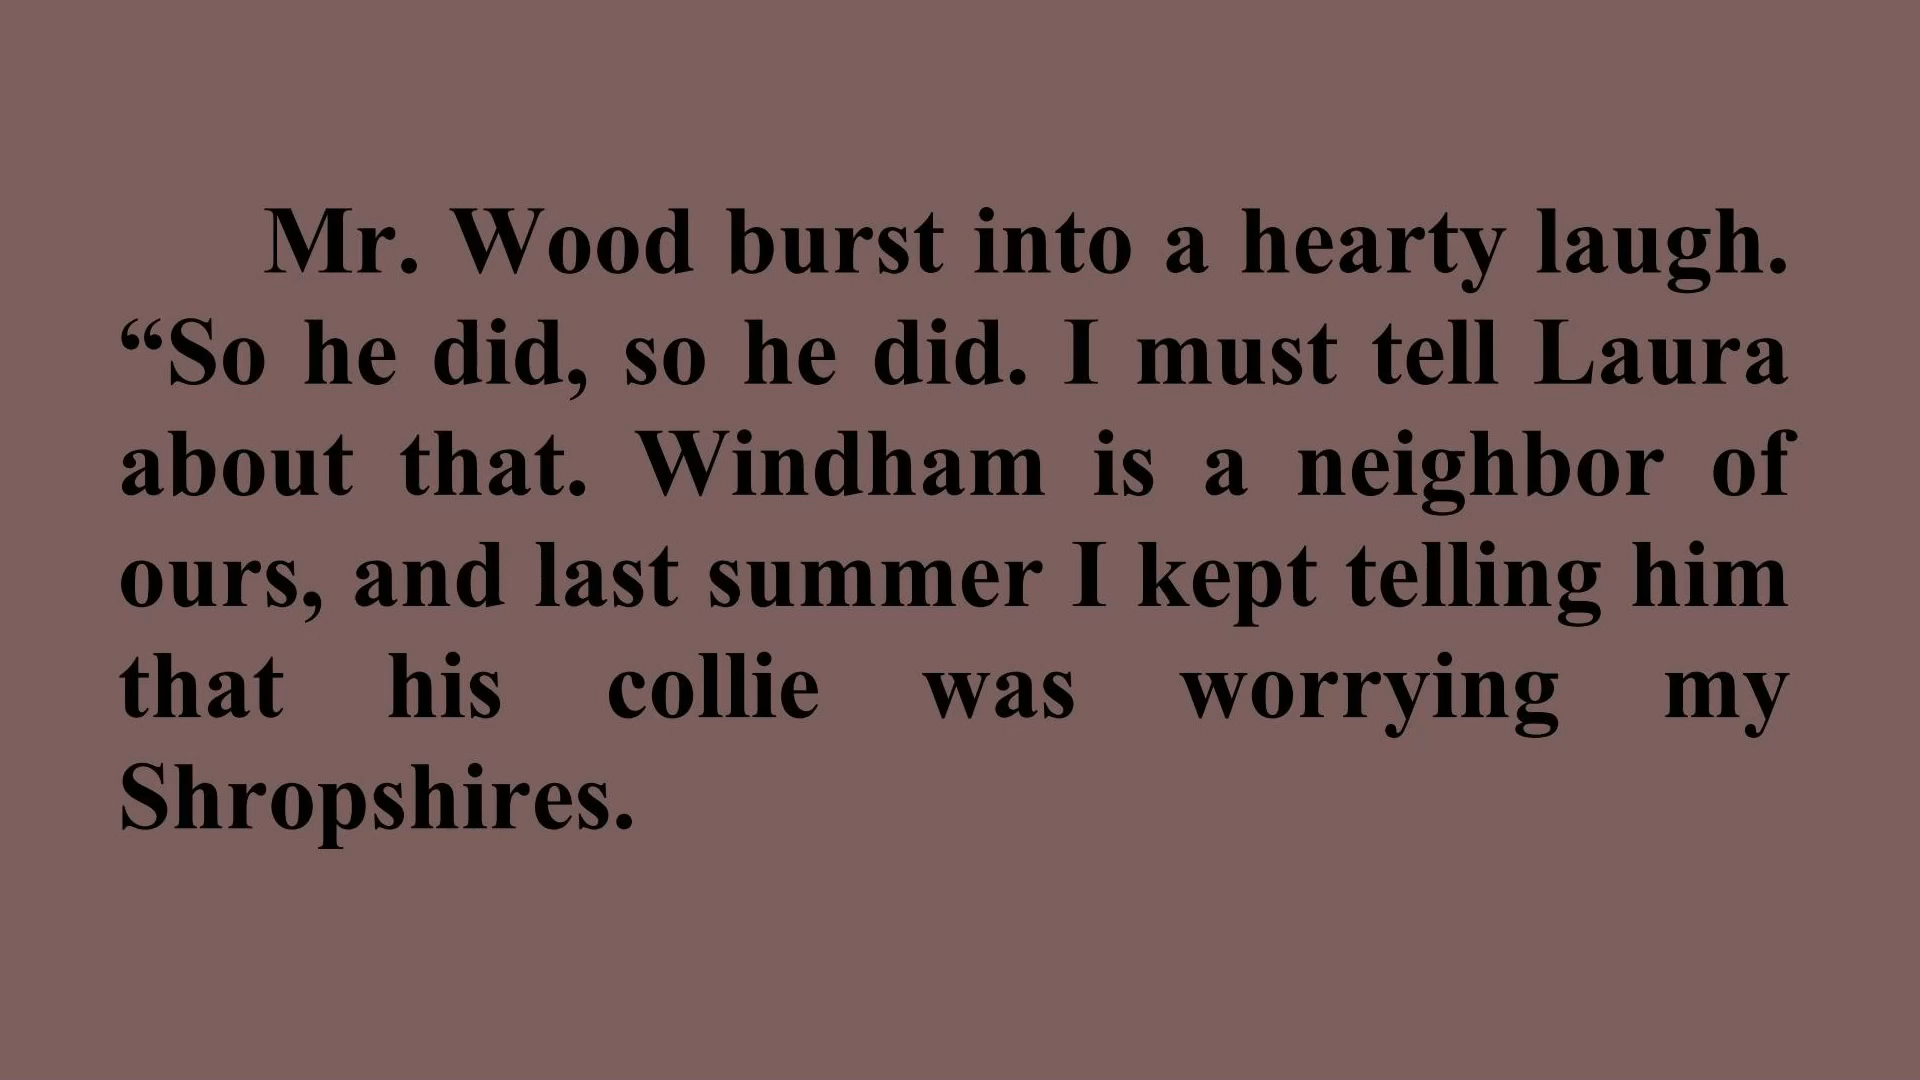 Mr. Wood burst into a hearty laugh.
“So he did, so he did. I must tell Laura
about that. Windham is a neighbor of
ours, and last summer I kept telling him
that his collie was worrying my
Shropshires.